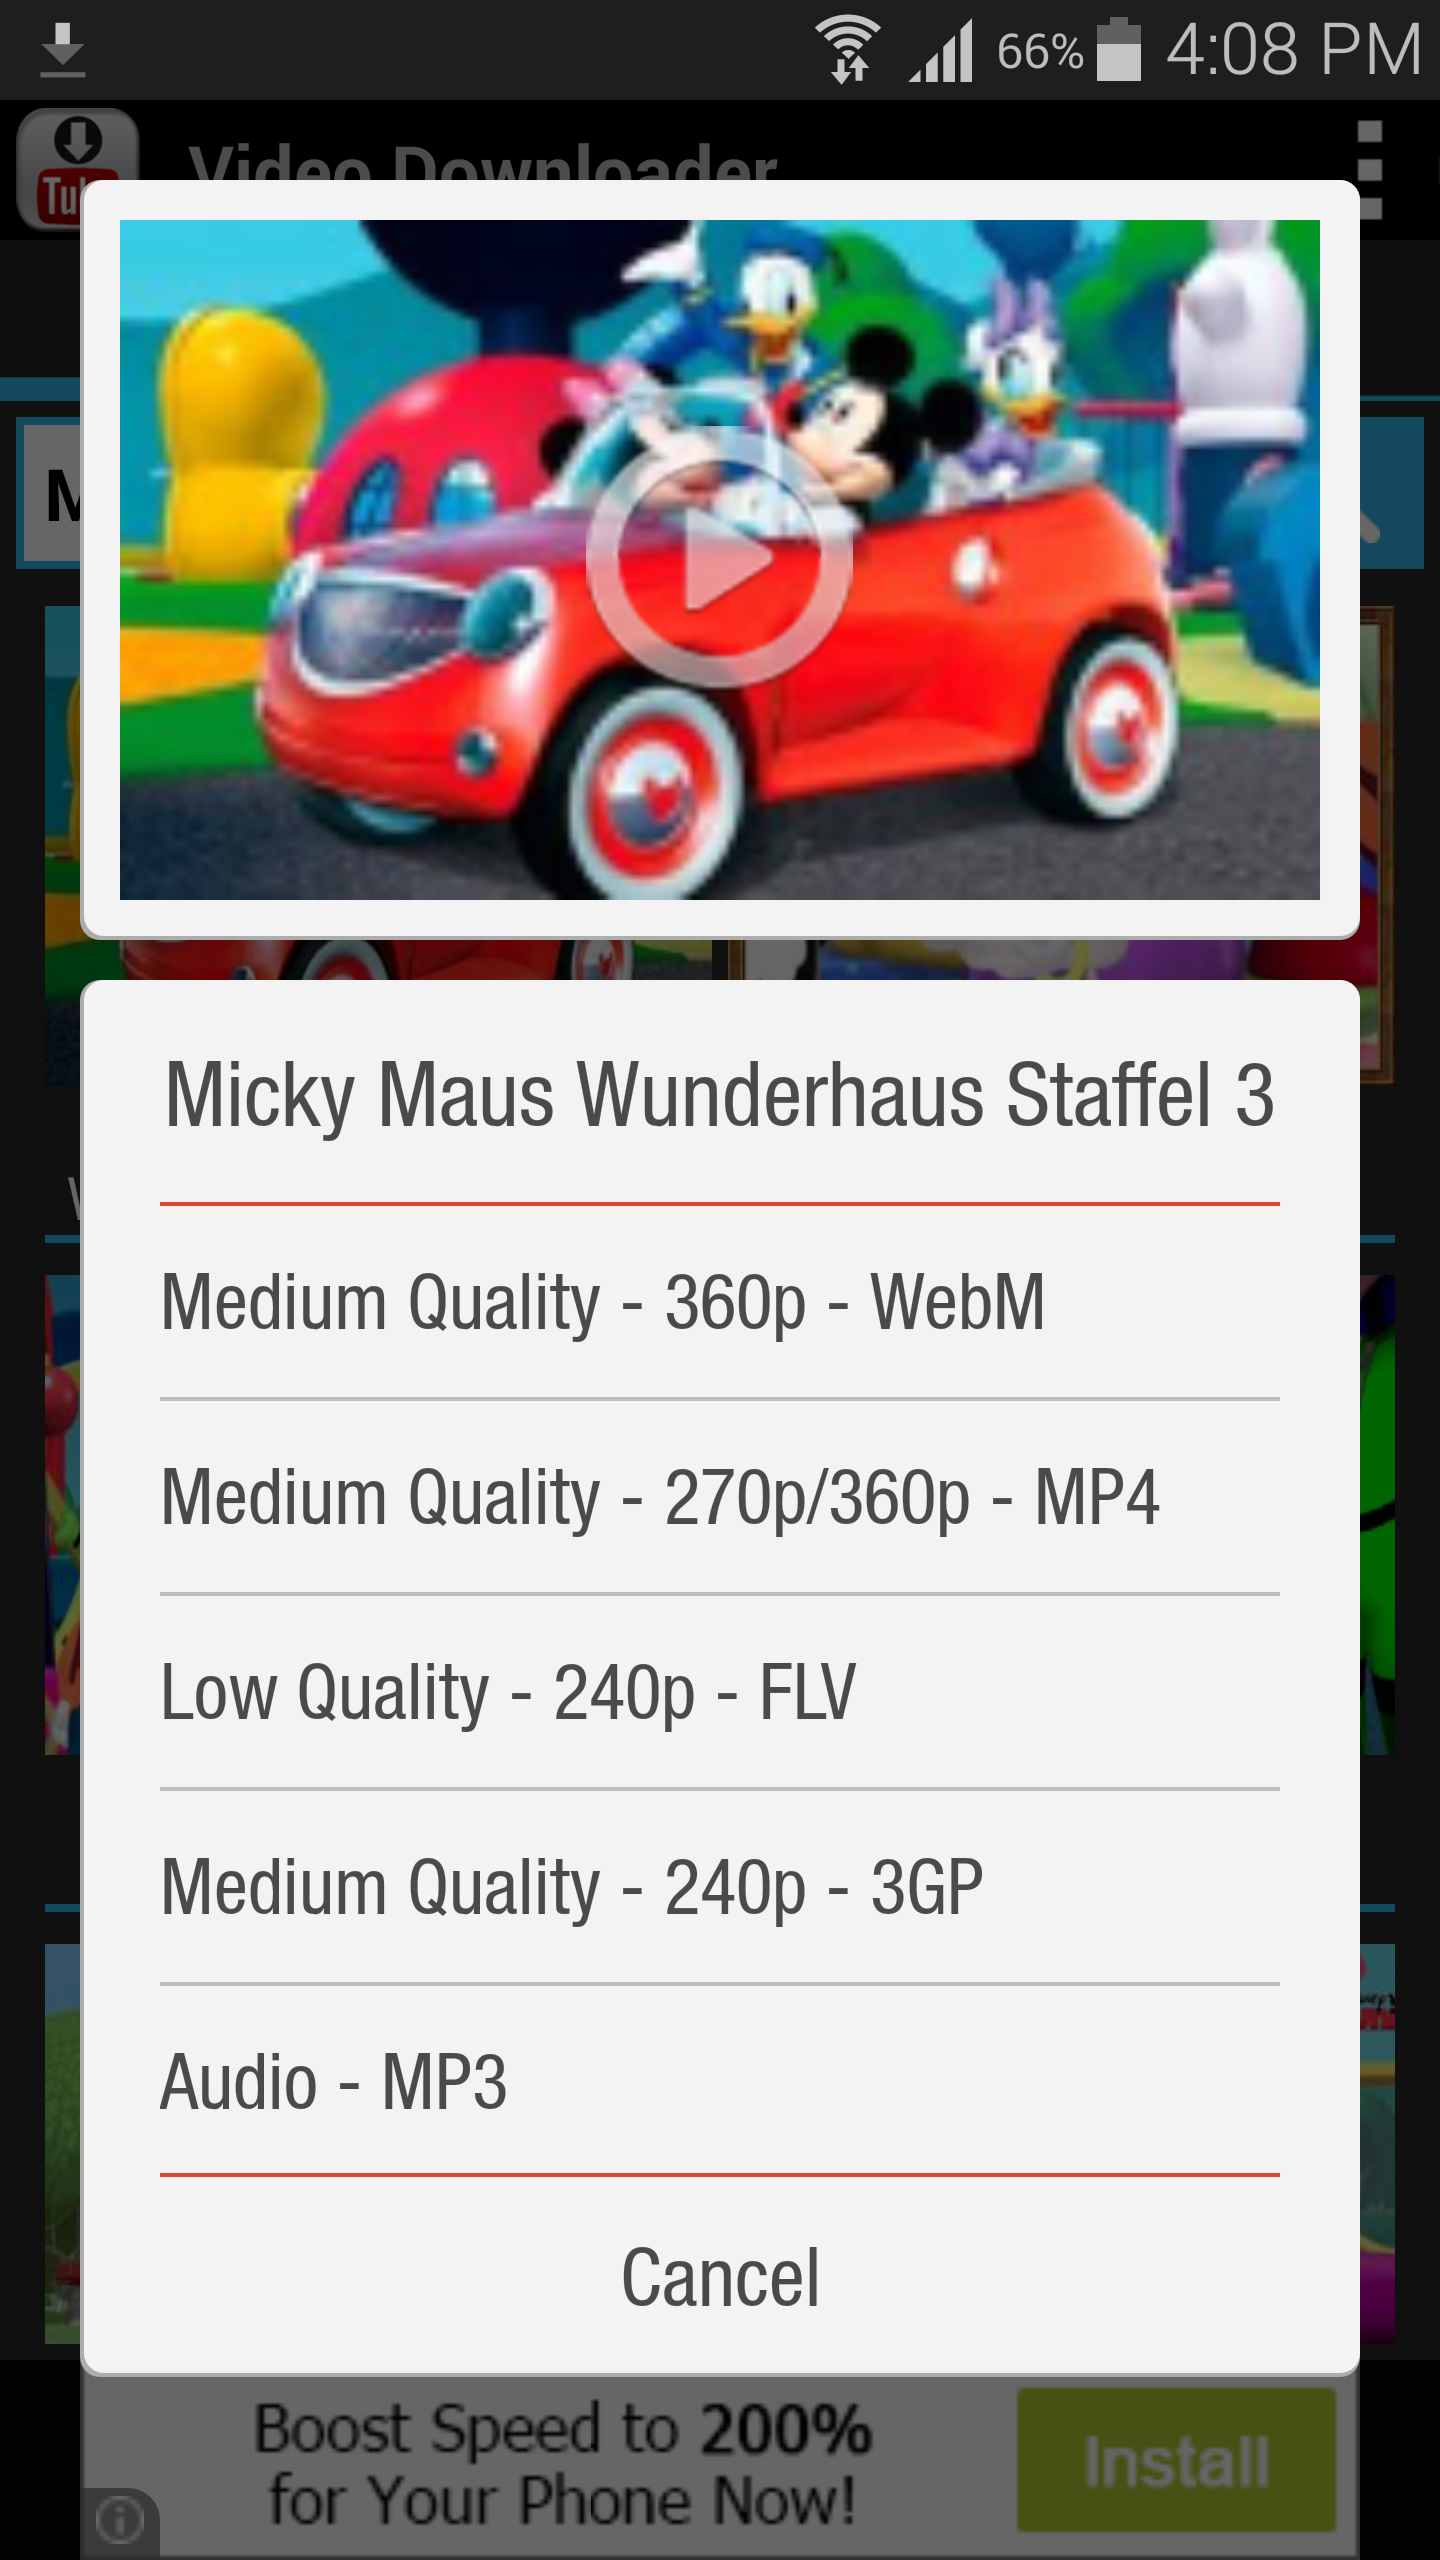 66% 4:08 PM
Tu
Video Downloader
M
Micky Maus Wunderhaus Staffel 3
Medium Quality - 360p - WebM
Medium Quality - 270p/360p - MP4
Low Quality - 240p - FLV
Medium Quality - 240p - 3GP
Audio - MP3
Cancel
Boost Speed to 200%
for Your Phone Now!
Install